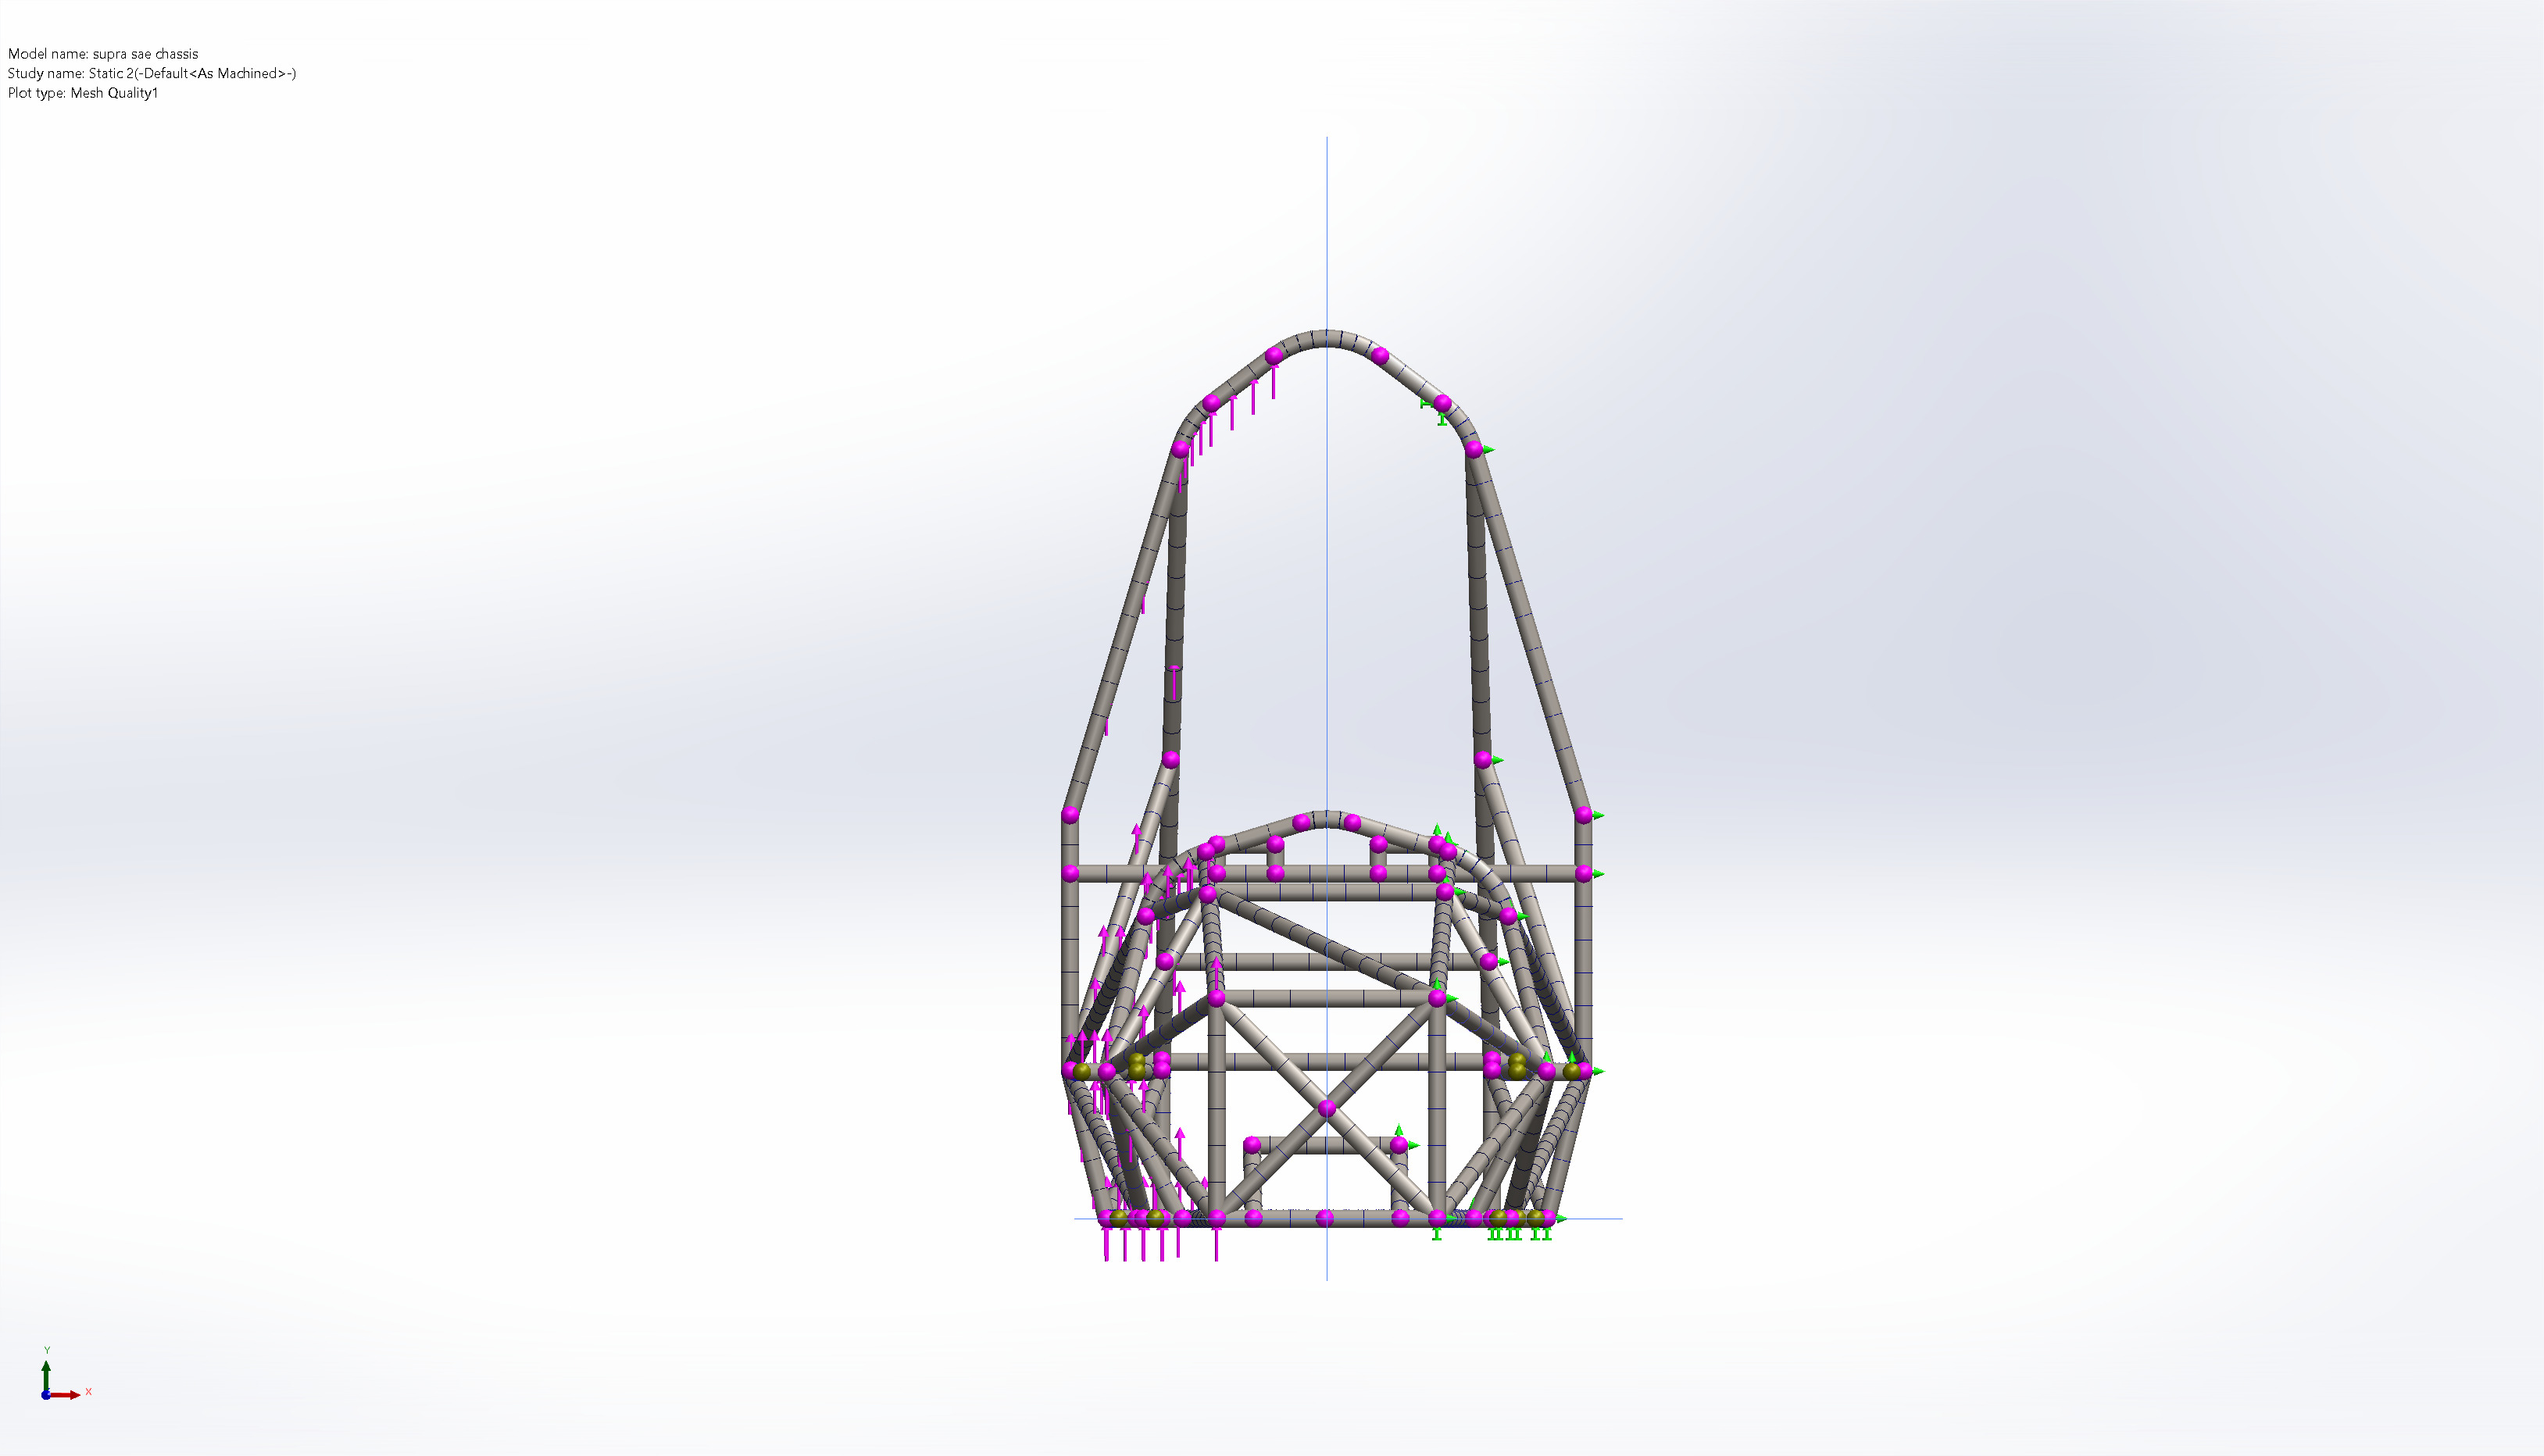 Model name: supra sae chassis
Study name: Static 2(-Default<As Machined>-)
Plot type: Mesh Quality1
Y
X